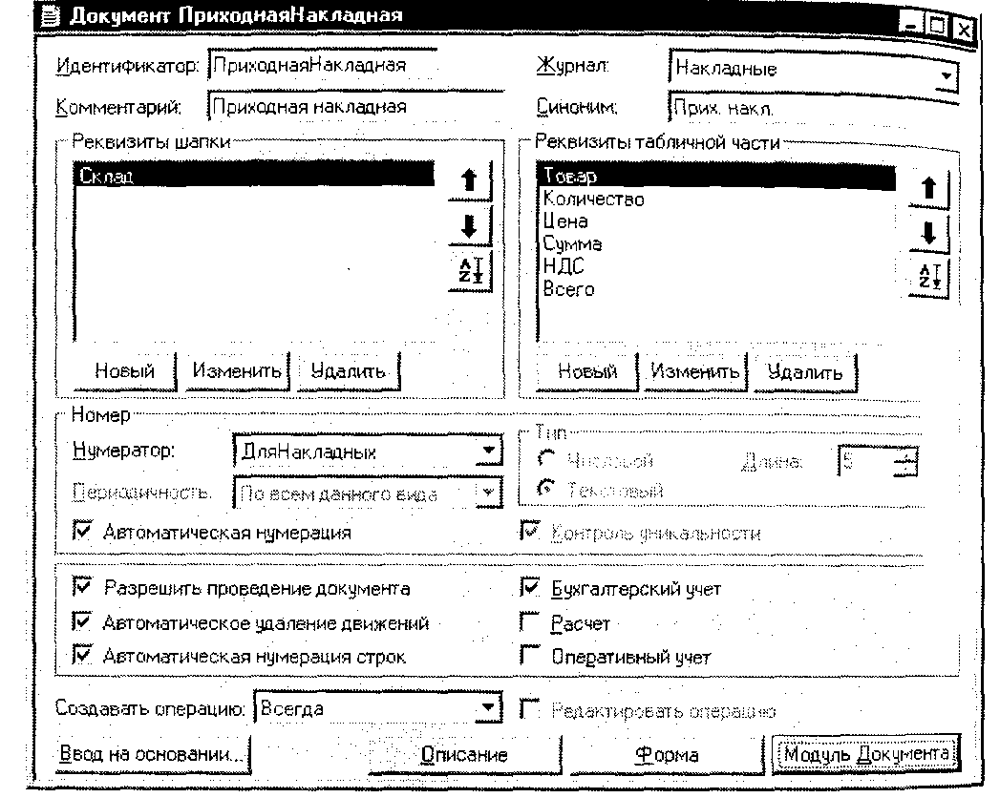 Документ ПриходнаяНакладная
Идентификатор: ПриходнаяНакладная Журнал: Накладные
Комментарий: Приходная накладная Синоним: Прих. накл.
Реквизиты шапки Реквизиты табличной части
Склад Товар
Количество
Цена
Сумма
НДС
Всего
Новый Изменить Удалить Новый Изменить Удалить
Номер
Нумератор: ДляНакладных Тип
Числовой Длина: 5
Периодичность: По всем данного вида Текстовый
Автоматическая нумерация Контроль уникальности
Разрешить проведение документа Бухгалтерский учет
Автоматическое удаление движений Расчет
Автоматическая нумерация строк Оперативный учет
Создавать операцию: Всегда Редактировать операцию
Ввод на основании... Описание Форма Модуль Документа